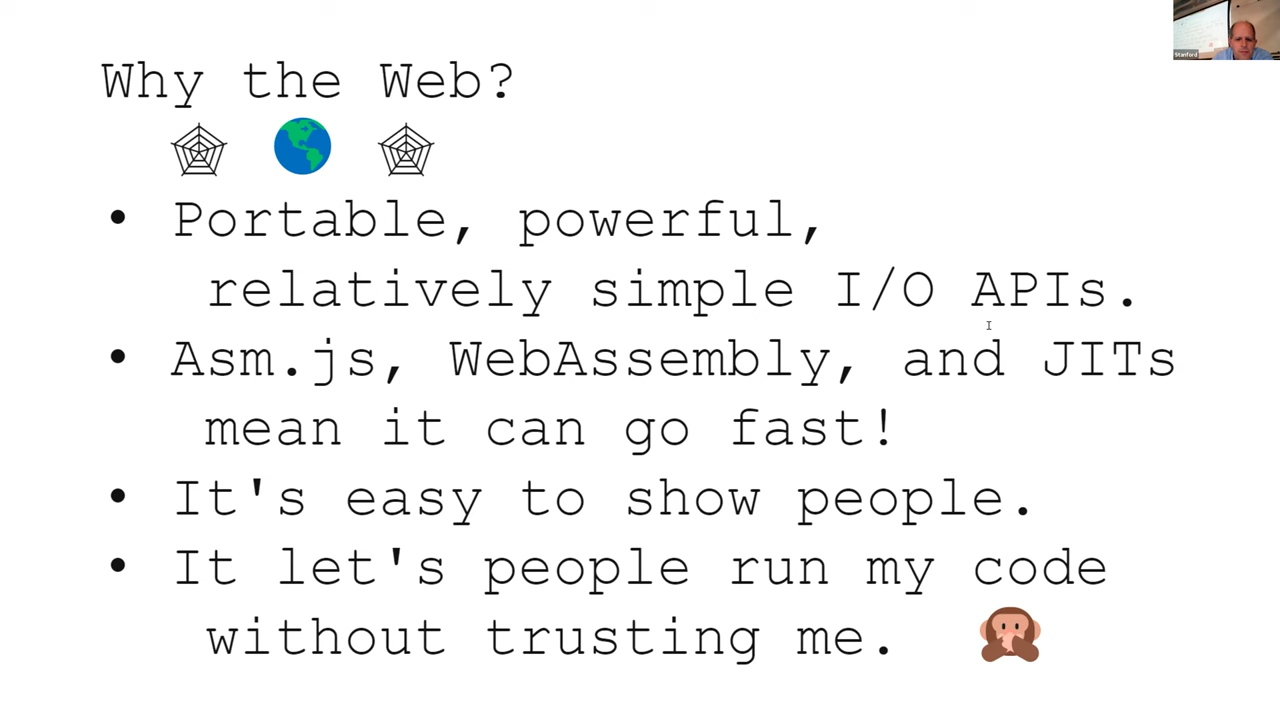 Why the Web?
• Portable, powerful,
relatively simple I/O APIs.
• Asm.js, WebAssembly, and JITs
mean it can go fast!
• It's easy to show people.
• It let's people run my code
without trusting me.
Stanford